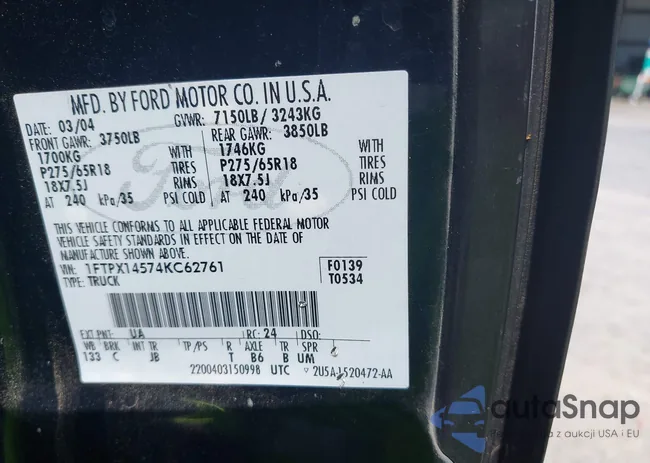 MFD. BY FORD MOTOR CO. IN U.S.A.
DATE: 03/04 GVWR: 7150LB / 3243KG
FRONT GAWR: 3750LB REAR GAWR: 3850LB
1700KG WITH 1746KG WITH
P275/65R18 TIRES P275/65R18 TIRES
18X7.5J RIMS 18X7.5J RIMS
AT 240 kPa/35 PSI COLD AT 240 kPa/35 PSI COLD
Ford
THIS VEHICLE CONFORMS TO ALL APPLICABLE FEDERAL MOTOR
VEHICLE SAFETY STANDARDS IN EFFECT ON THE DATE OF
MANUFACTURE SHOWN ABOVE.
VIN: 1FTPX14574KC62761 F0139
TYPE: TRUCK T0534
EXT PNT: UA RC: 24 DSO:
WB BRK INT TR TP/PS R AXLE TR SPR
133 C JB T B6 B UM
2200403150998 UTC 2U5A-1520472-AA
autoSnap
a z aukcji USA i EU